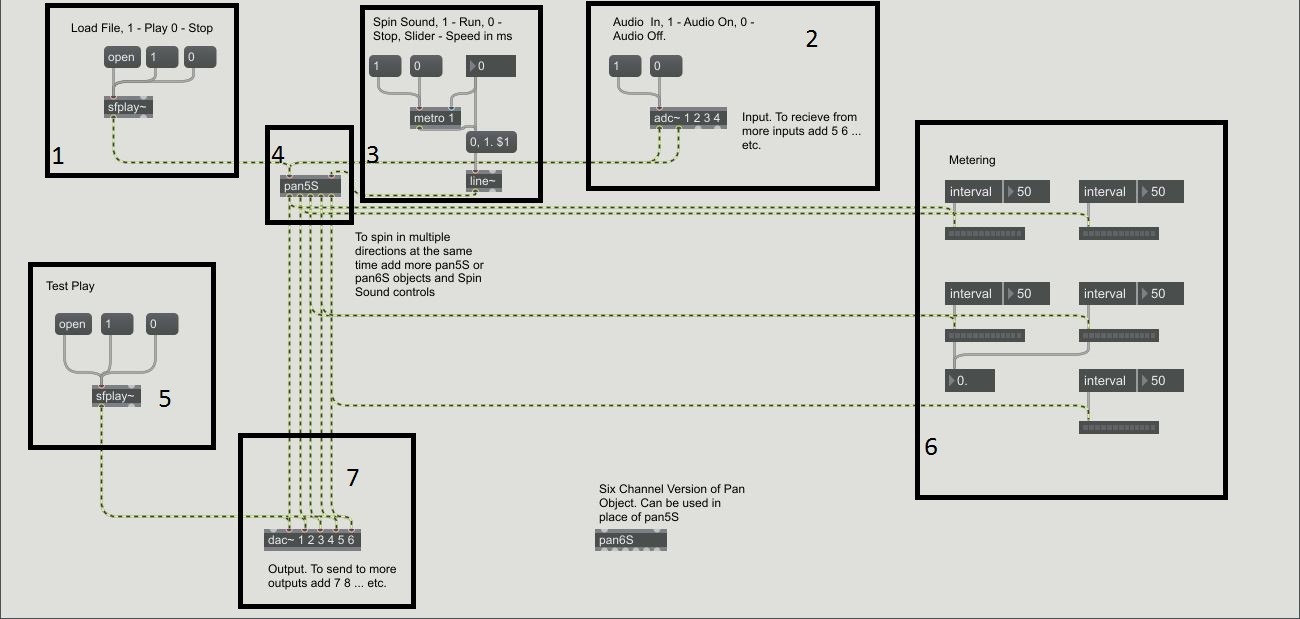 Load File, 1 - Play 0 - Stop
open 1 0
sfplay~
1
Spin Sound, 1 - Run, 0 -
Stop, Slider - Speed in ms
1 0 0
metro 1
0, 1. $1
line~
3
Audio In, 1 - Audio On, 0 -
Audio Off.
2
1 0
adc~ 1 2 3 4
Input. To recieve from
more inputs add 5 6 ...
etc.
4
pan5S
To spin in multiple
directions at the same
time add more pan5S or
pan6S objects and Spin
Sound controls
Metering
interval 50 interval 50
interval 50 interval 50
0. interval 50
6
Test Play
open 1 0
sfplay~
5
7
dac~ 1 2 3 4 5 6
Output. To send to more
outputs add 7 8 ... etc.
Six Channel Version of Pan
Object. Can be used in
place of pan5S
pan6S